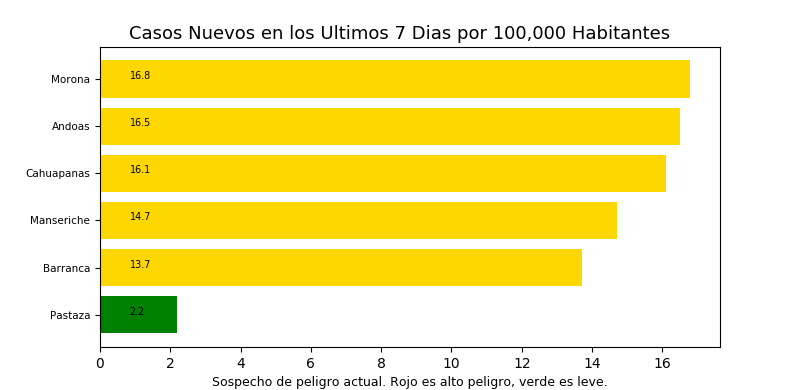 Casos Nuevos en los Ultimos 7 Dias por 100,000 Habitantes
Morona 16.8
Andoas 16.5
Cahuapanas 16.1
Manseriche 14.7
Barranca 13.7
Pastaza 2.2
0 2 4 6 8 10 12 14 16
Sospecho de peligro actual. Rojo es alto peligro, verde es leve.